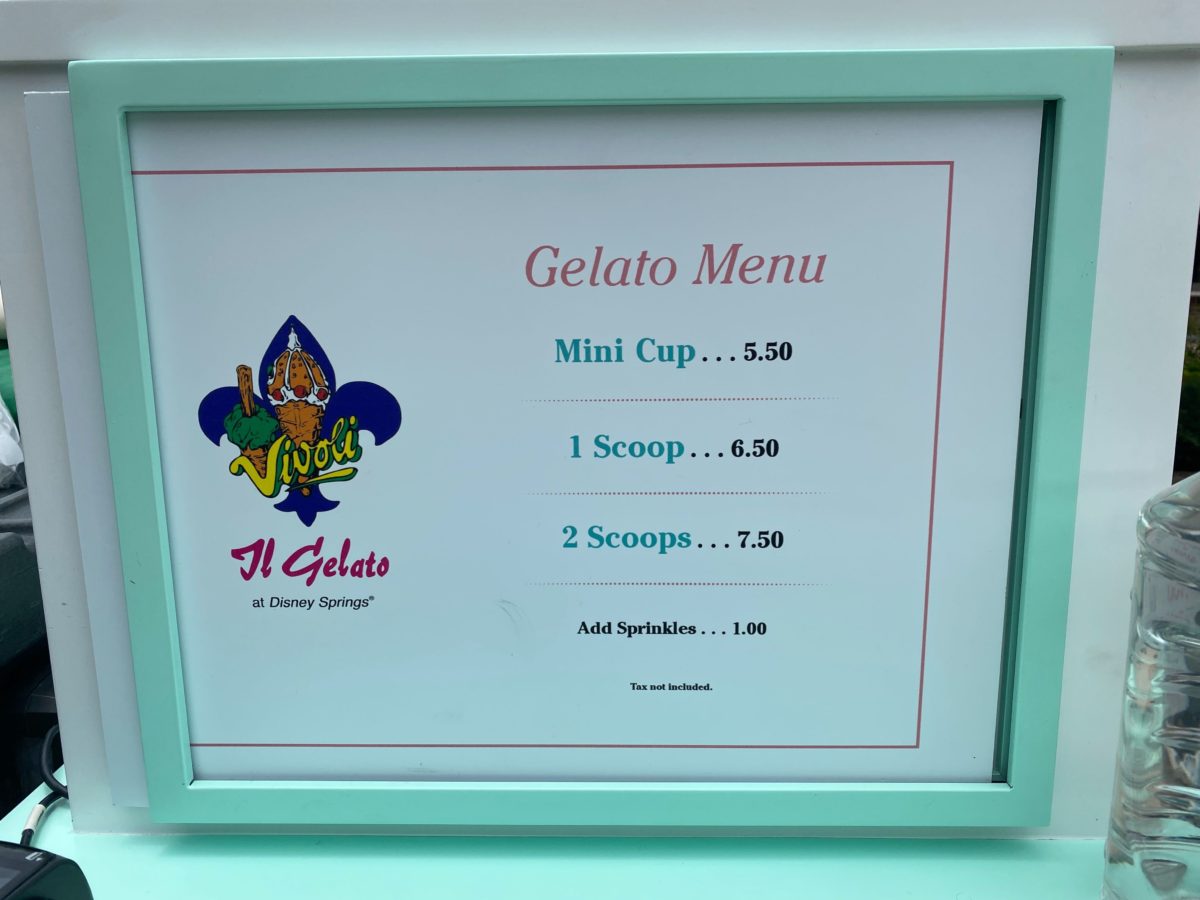 Vivoli
Il Gelato
at Disney Springs®
Gelato Menu
Mini Cup . . . 5.50
1 Scoop . . . 6.50
2 Scoops . . . 7.50
Add Sprinkles . . . 1.00
Tax not included.